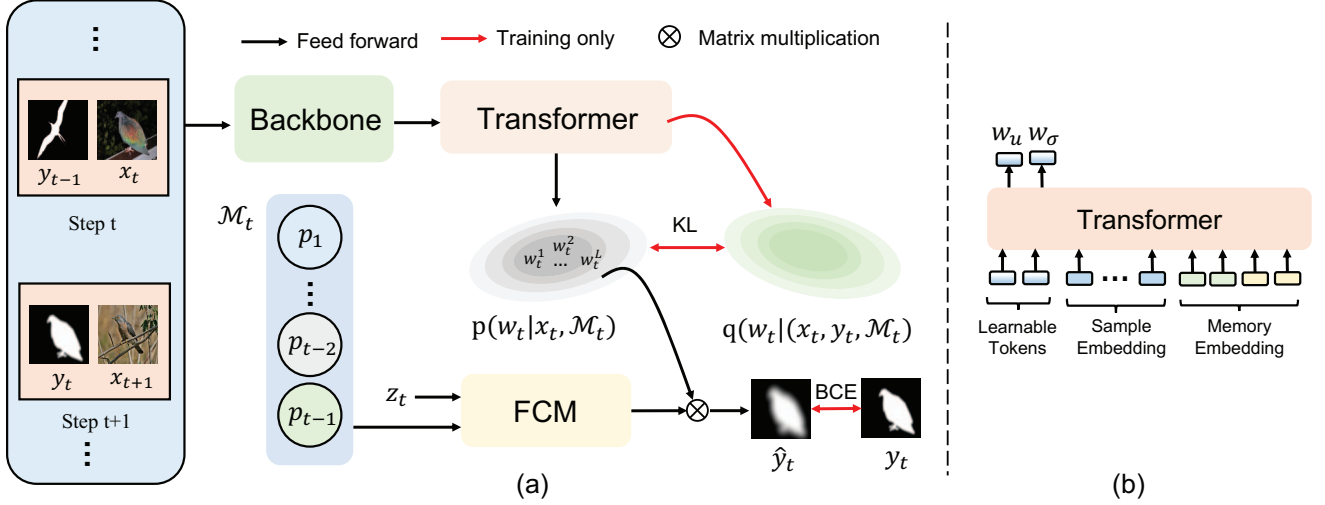 ⋮
y_{t−1} x_t
Step t
y_t x_{t+1}
Step t+1
⋮
Feed forward
Training only
⊗ Matrix multiplication
Backbone
Transformer
ℳ_t
p_1
⋮
p_{t−2}
p_{t−1}
w_t^1 w_t^2 ... w_t^L
KL
p(w_t|x_t, ℳ_t)
q(w_t|(x_t, y_t, ℳ_t)
z_t
FCM
⊗
BCE
ŷ_t
y_t
(a)
w_u w_σ
Transformer
...
Learnable
Tokens
Sample
Embedding
Memory
Embedding
(b)